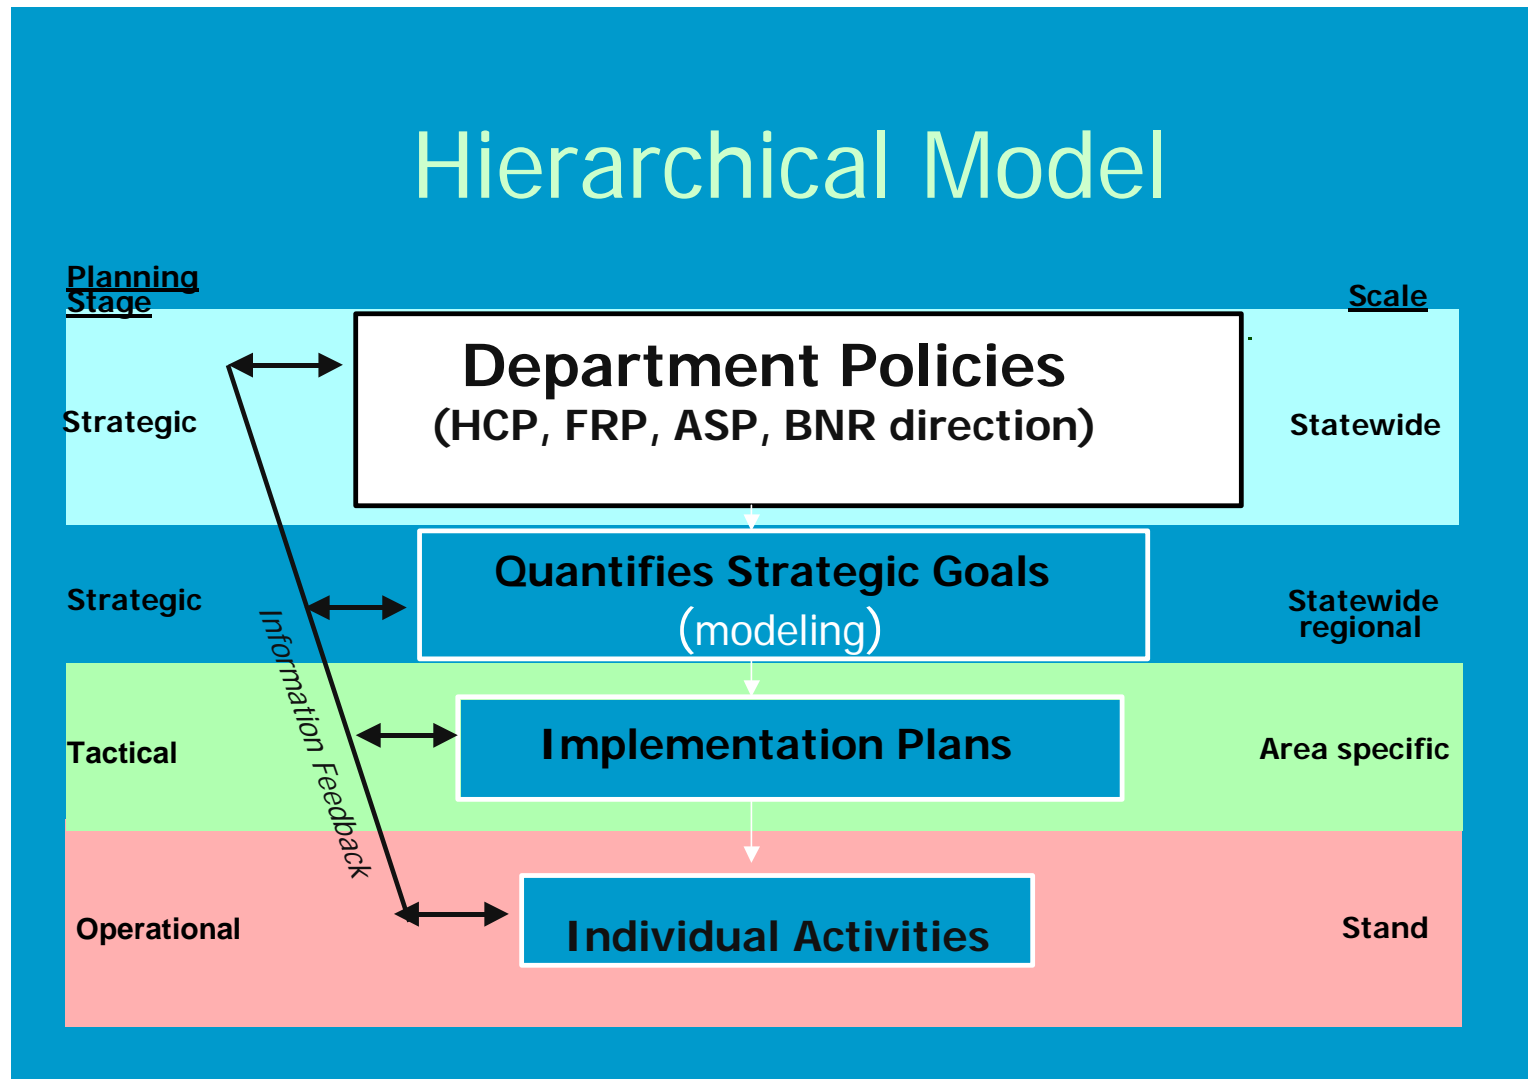 Hierarchical Model
Planning
Stage
Scale
Department Policies
(HCP, FRP, ASP, BNR direction)
Strategic
Statewide
Quantifies Strategic Goals
(modeling)
Strategic
Statewide
regional
Information Feedback
Implementation Plans
Tactical
Area specific
Individual Activities
Operational
Stand